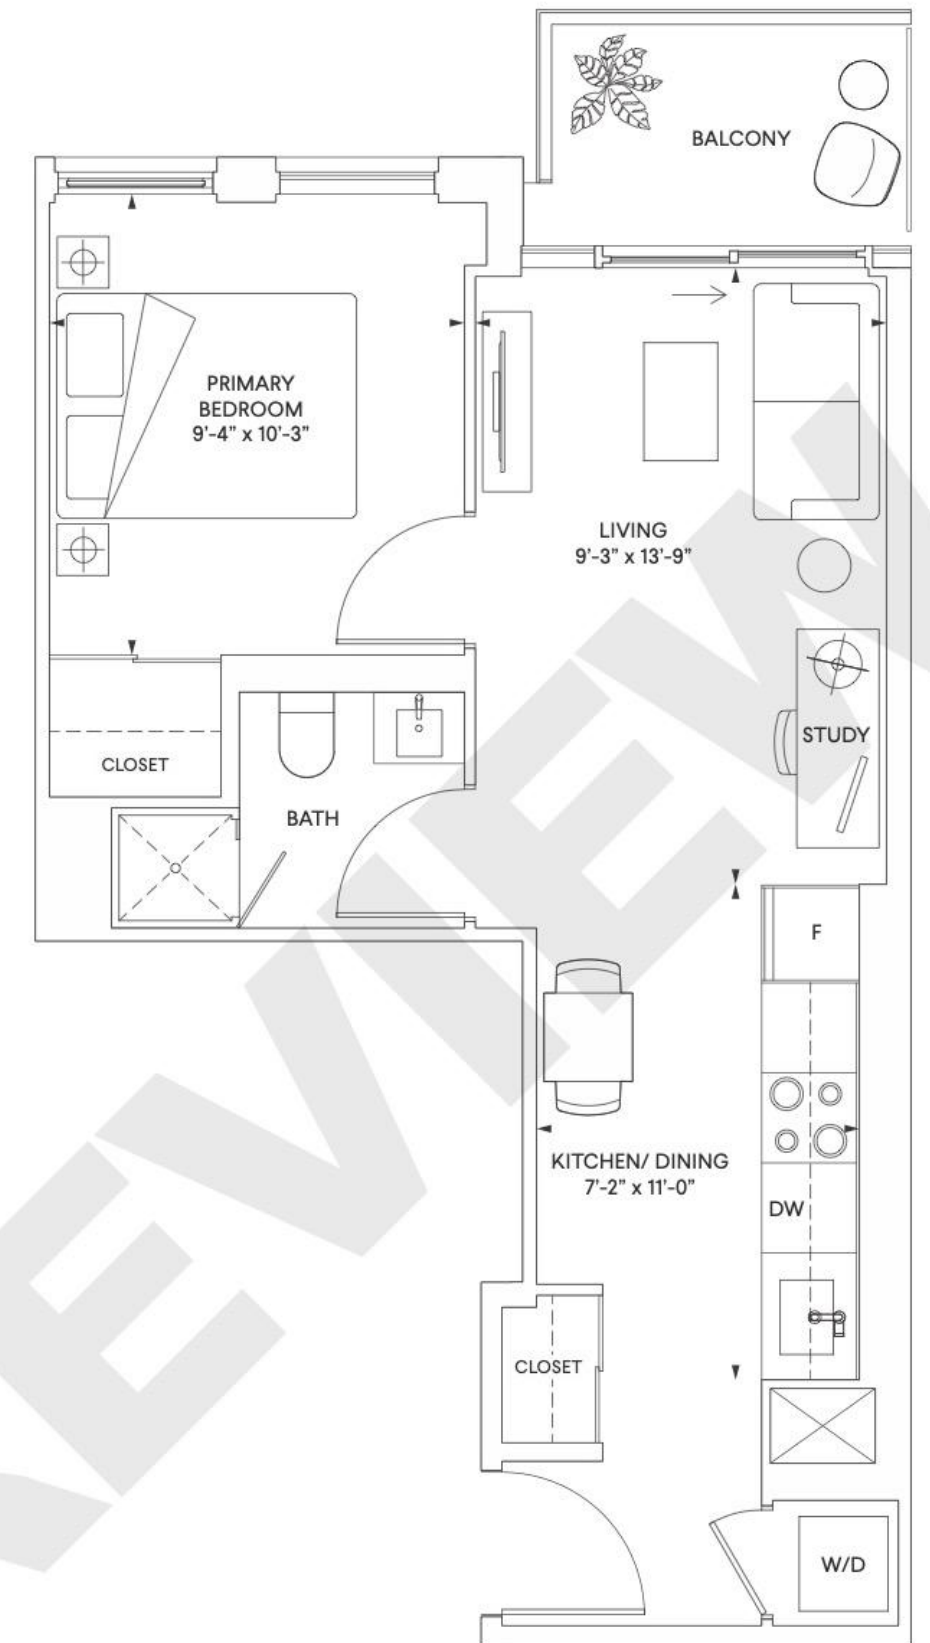 BALCONY
PRIMARY
BEDROOM
9'-4” x 10'-3”
LIVING
9'-3” x 13'-9”
STUDY
CLOSET
BATH
F
KITCHEN/ DINING
7'-2” x 11'-0”
DW
CLOSET
W/D